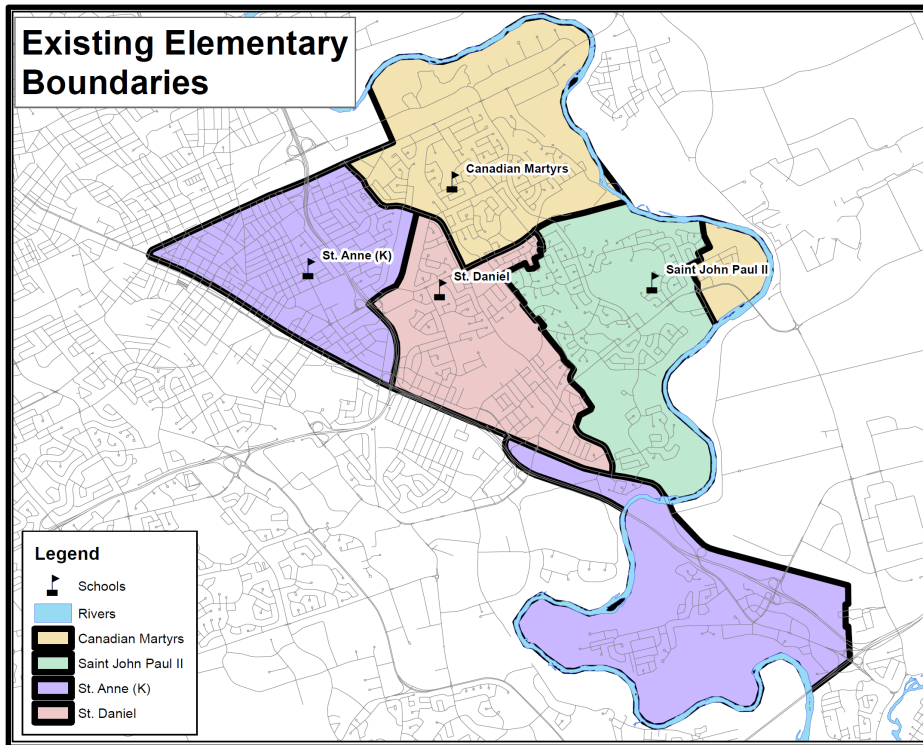 Existing Elementary
Boundaries
Canadian Martyrs
St. Anne (K)
St. Daniel
Saint John Paul II
Legend
Schools
Rivers
Canadian Martyrs
Saint John Paul II
St. Anne (K)
St. Daniel